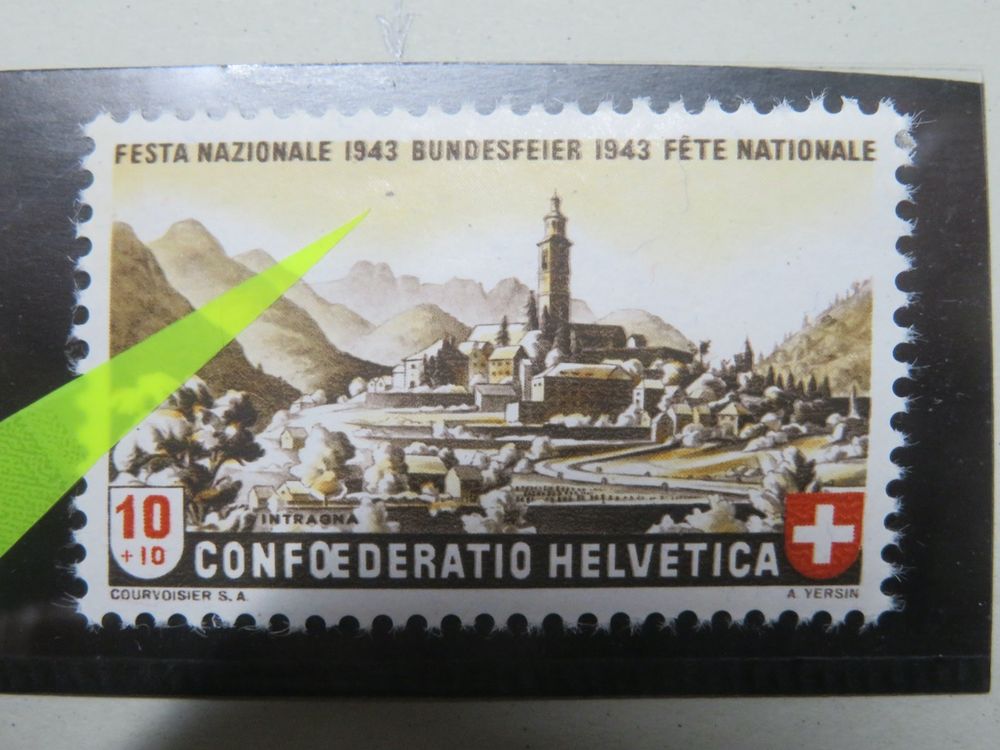 FESTA NAZIONALE 1943 BUNDESFEIER 1943 FÊTE NATIONALE
INTRAGNA
10
+10
CONFŒDERATIO HELVETICA
COURVOISIER S.A.
A. YERSIN